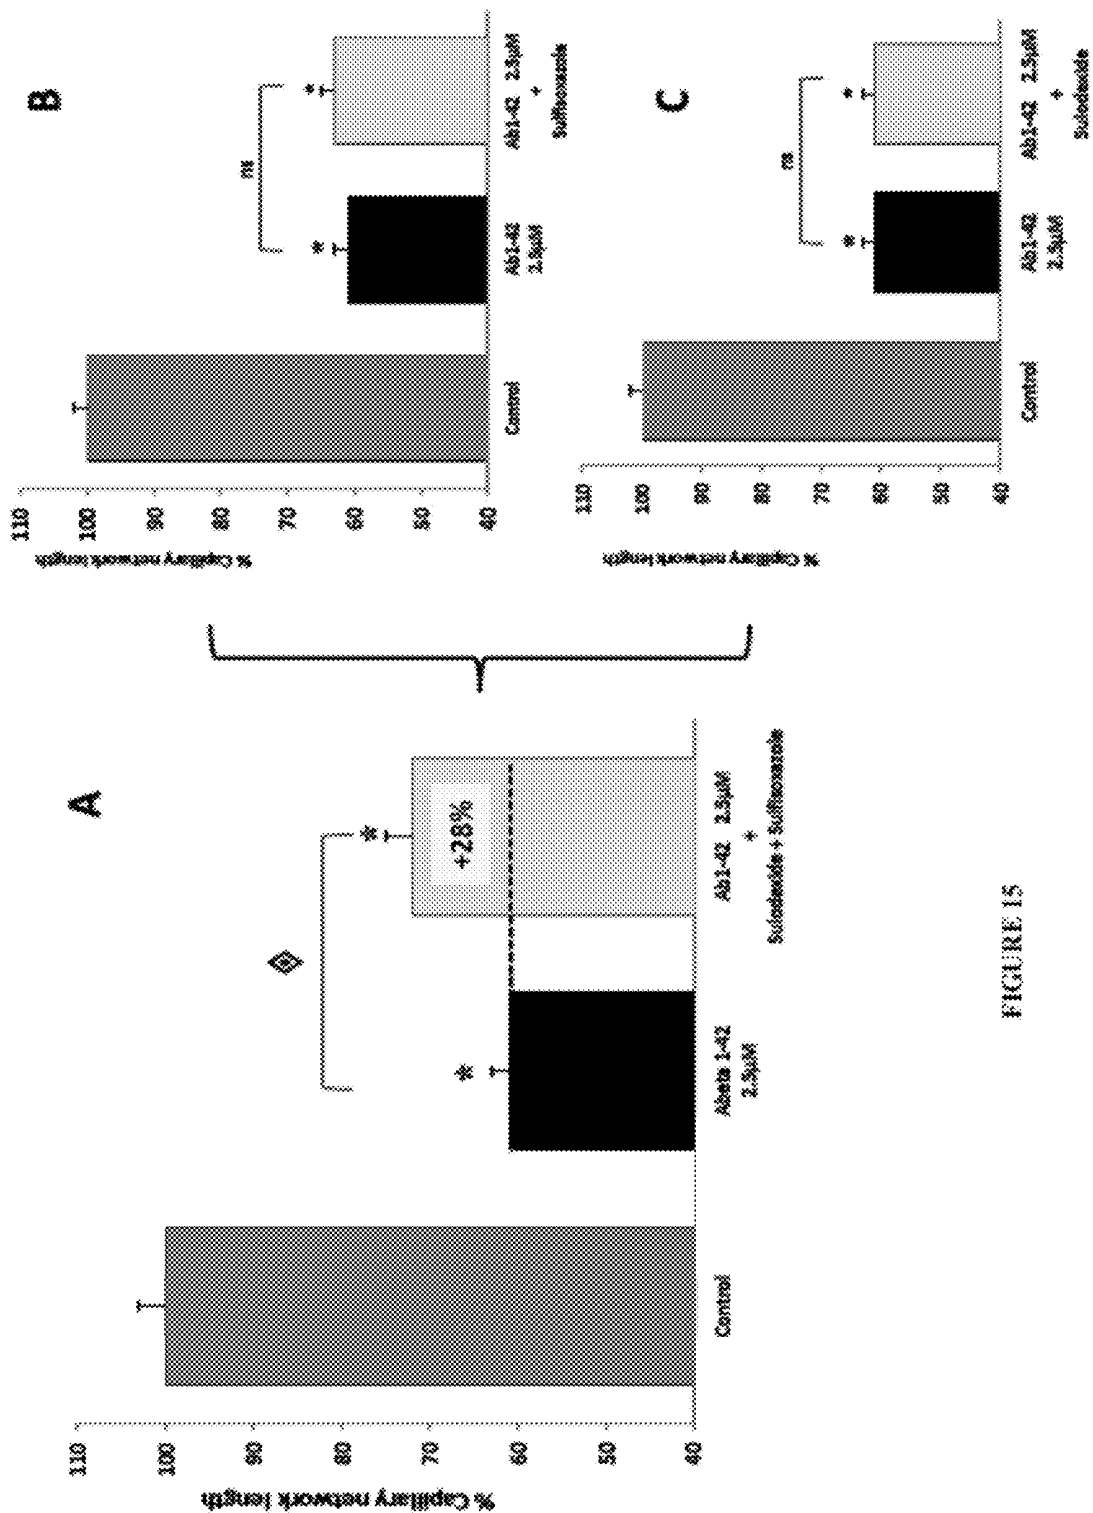 A
% Capillary network length
110
100
90
80
70
60
50
40
*
*
+28%
Control
Abeta 1-42
2.5µM
Ab1-42 2.5µM
+
Sulodexide + Sulfisoxazole
B
% Capillary network length
110
100
90
80
70
60
50
40
ns
*
*
Control
Ab1-42
2.5µM
Ab1-42 2.5µM
+
Sulfisoxazole
C
% Capillary network length
110
100
90
80
70
60
50
40
ns
*
*
Control
Ab1-42
2.5µM
Ab1-42 2.5µM
+
Sulodexide
FIGURE 15